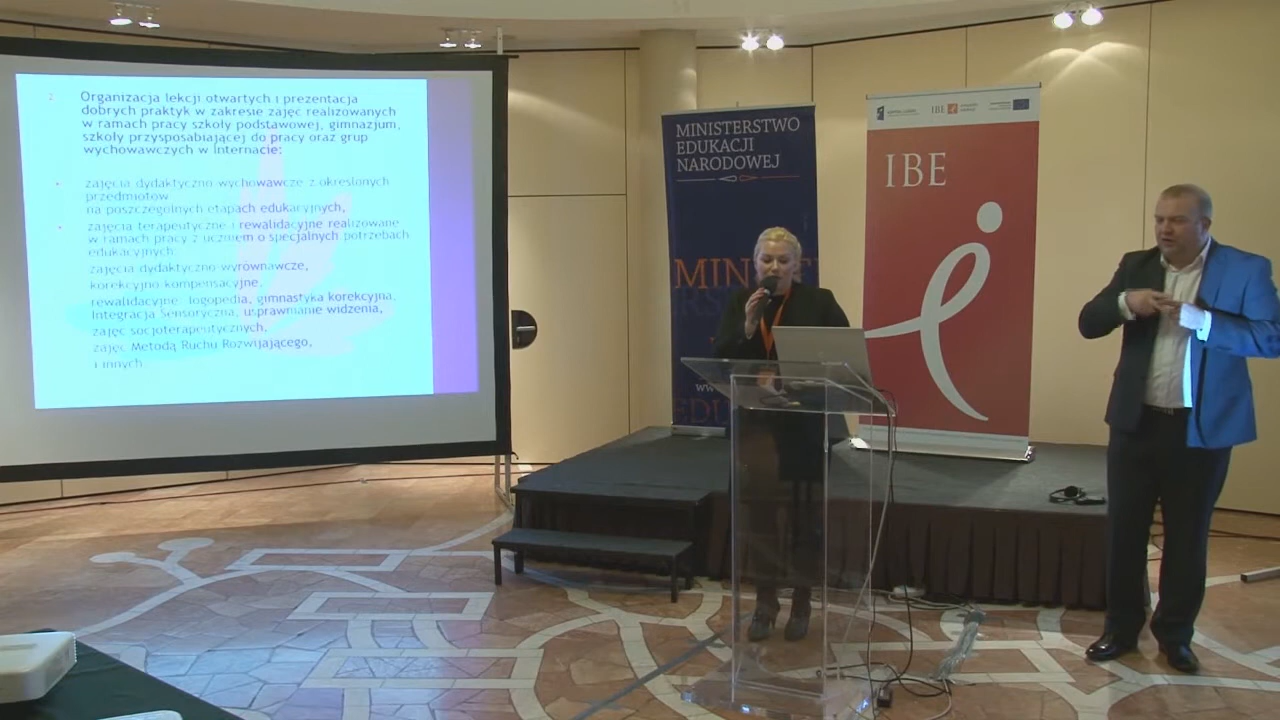 Organizacja lekcji otwartych i prezentacja
dobrych praktyk w zakresie zajęć realizowanych
w ramach pracy szkoły podstawowej, gimnazjum,
szkoły przysposabiającej do pracy oraz grup
wychowawczych w Internacie:
zajęcia dydaktyczno-wychowawcze z określonych
przedmiotów
na poszczególnych etapach edukacyjnych,
zajęcia terapeutyczne i rewalidacyjne realizowane
w ramach pracy z uczniem o specjalnych potrzebach
edukacyjnych:
zajęcia dydaktyczno-wyrównawcze,
korekcyjno-kompensacyjne,
rewalidacyjne: logopedia, gimnastyka korekcyjna,
Integracja Sensoryczna, usprawnianie widzenia,
zajęć socjoterapeutycznych,
zajęć Metodą Ruchu Rozwijającego,
i innych.
MINISTERSTWO
EDUKACJI
NARODOWEJ
IBE
IBE